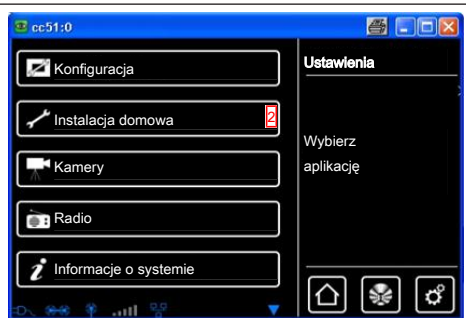 cc51:0
Konfiguracja
Instalacja domowa 2
Kamery
Radio
Informacje o systemie
Ustawienia
Wybierz
aplikację